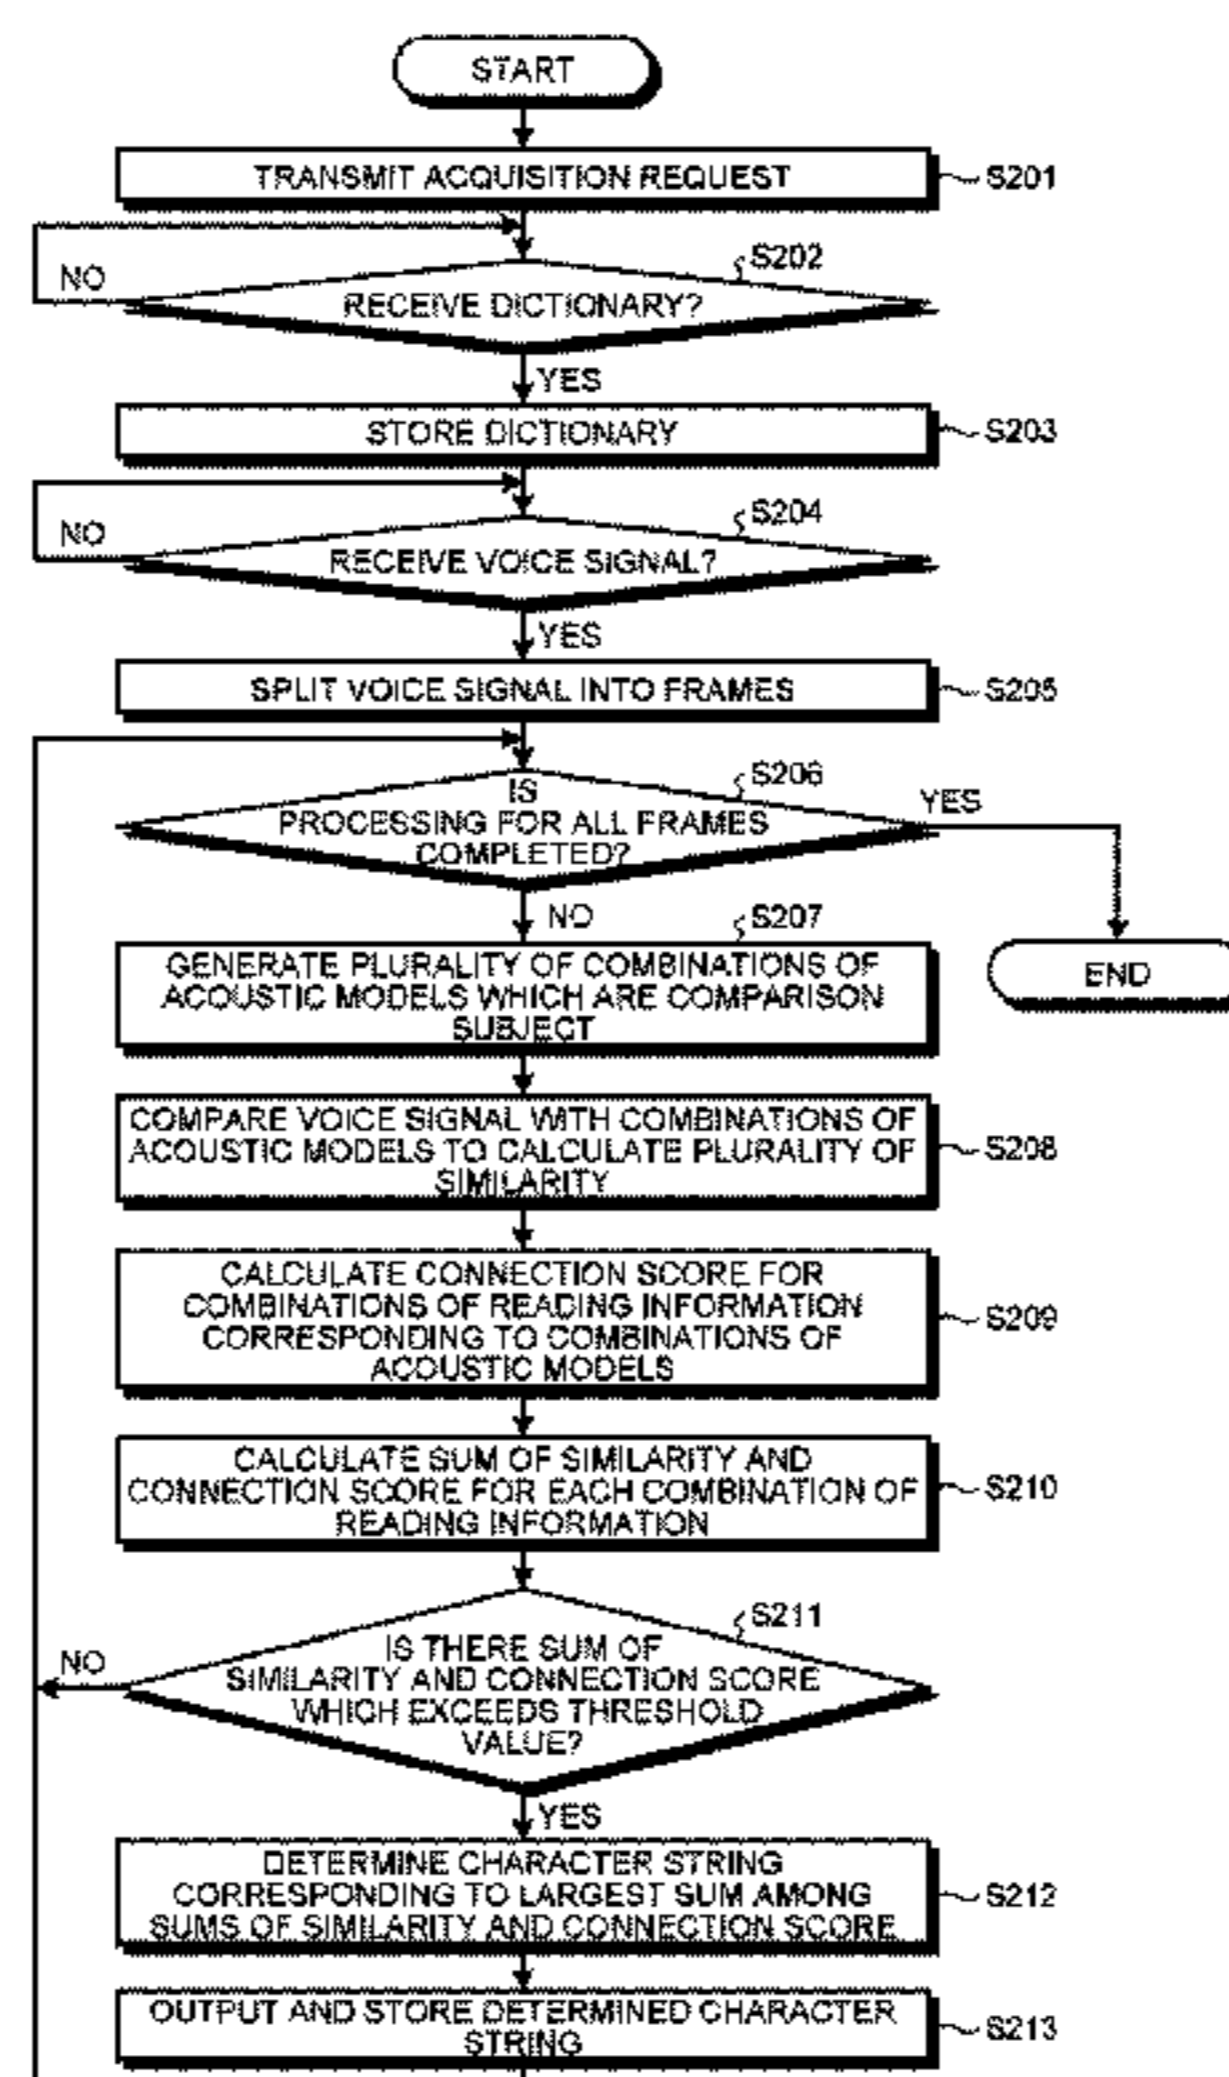 START
TRANSMIT ACQUISITION REQUEST
S201
S202
NO
RECEIVE DICTIONARY?
YES
STORE DICTIONARY
S203
S204
NO
RECEIVE VOICE SIGNAL?
YES
SPLIT VOICE SIGNAL INTO FRAMES
S205
S206
IS
PROCESSING FOR ALL FRAMES
COMPLETED?
YES
NO
END
S207
GENERATE PLURALITY OF COMBINATIONS OF
ACOUSTIC MODELS WHICH ARE COMPARISON
SUBJECT
COMPARE VOICE SIGNAL WITH COMBINATIONS OF
ACOUSTIC MODELS TO CALCULATE PLURALITY OF
SIMILARITY
S208
CALCULATE CONNECTION SCORE FOR
COMBINATIONS OF READING INFORMATION
CORRESPONDING TO COMBINATIONS OF
ACOUSTIC MODELS
S209
CALCULATE SUM OF SIMILARITY AND
CONNECTION SCORE FOR EACH COMBINATION OF
READING INFORMATION
S210
S211
NO
IS THERE SUM OF
SIMILARITY AND CONNECTION SCORE
WHICH EXCEEDS THRESHOLD
VALUE?
YES
DETERMINE CHARACTER STRING
CORRESPONDING TO LARGEST SUM AMONG
SUMS OF SIMILARITY AND CONNECTION SCORE
S212
OUTPUT AND STORE DETERMINED CHARACTER
STRING
S213